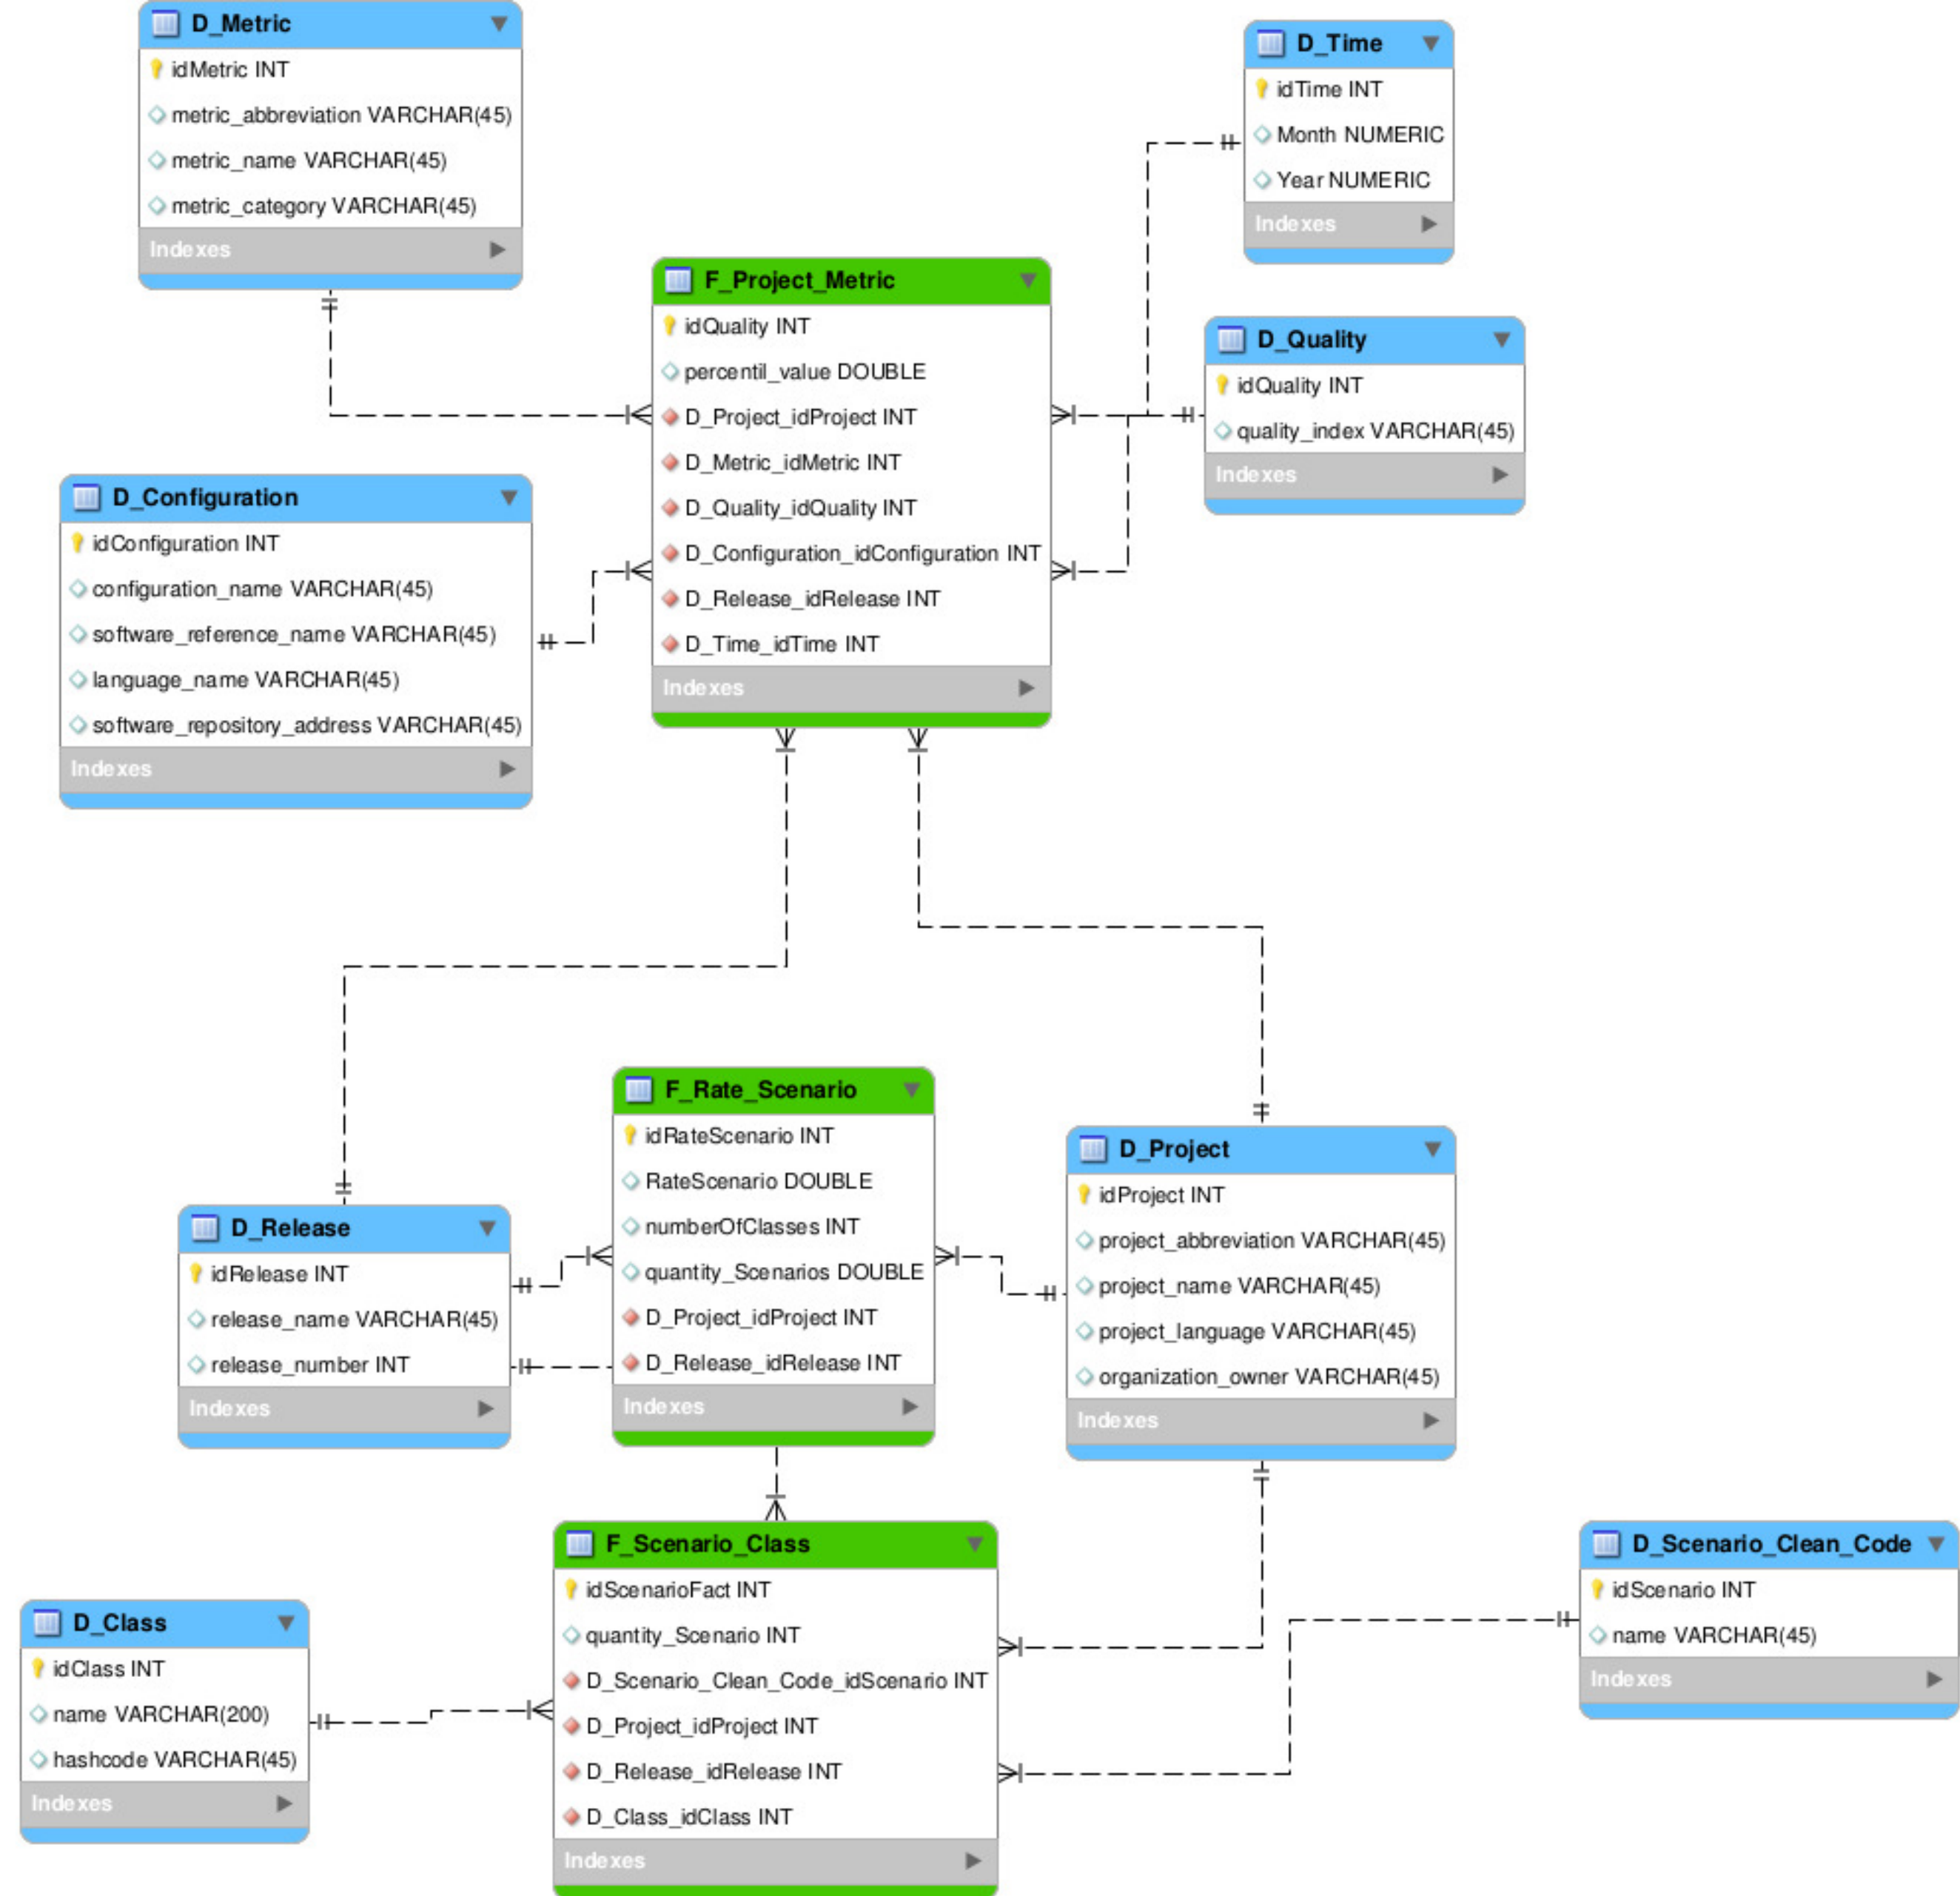 D_Metric
idMetric INT
metric_abbreviation VARCHAR(45)
metric_name VARCHAR(45)
metric_category VARCHAR(45)
Indexes
D_Time
idTime INT
Month NUMERIC
Year NUMERIC
Indexes
F_Project_Metric
idQuality INT
percentil_value DOUBLE
D_Project_idProject INT
D_Metric_idMetric INT
D_Quality_idQuality INT
D_Configuration_idConfiguration INT
D_Release_idRelease INT
D_Time_idTime INT
Indexes
D_Quality
idQuality INT
quality_index VARCHAR(45)
Indexes
D_Configuration
idConfiguration INT
configuration_name VARCHAR(45)
software_reference_name VARCHAR(45)
language_name VARCHAR(45)
software_repository_address VARCHAR(45)
Indexes
F_Rate_Scenario
idRateScenario INT
RateScenario DOUBLE
numberOfClasses INT
quantity_Scenarios DOUBLE
D_Project_idProject INT
D_Release_idRelease INT
Indexes
D_Project
idProject INT
project_abbreviation VARCHAR(45)
project_name VARCHAR(45)
project_language VARCHAR(45)
organization_owner VARCHAR(45)
Indexes
D_Release
idRelease INT
release_name VARCHAR(45)
release_number INT
Indexes
F_Scenario_Class
idScenarioFact INT
quantity_Scenario INT
D_Scenario_Clean_Code_idScenario INT
D_Project_idProject INT
D_Release_idRelease INT
D_Class_idClass INT
Indexes
D_Scenario_Clean_Code
idScenario INT
name VARCHAR(45)
Indexes
D_Class
idClass INT
name VARCHAR(200)
hashcode VARCHAR(45)
Indexes